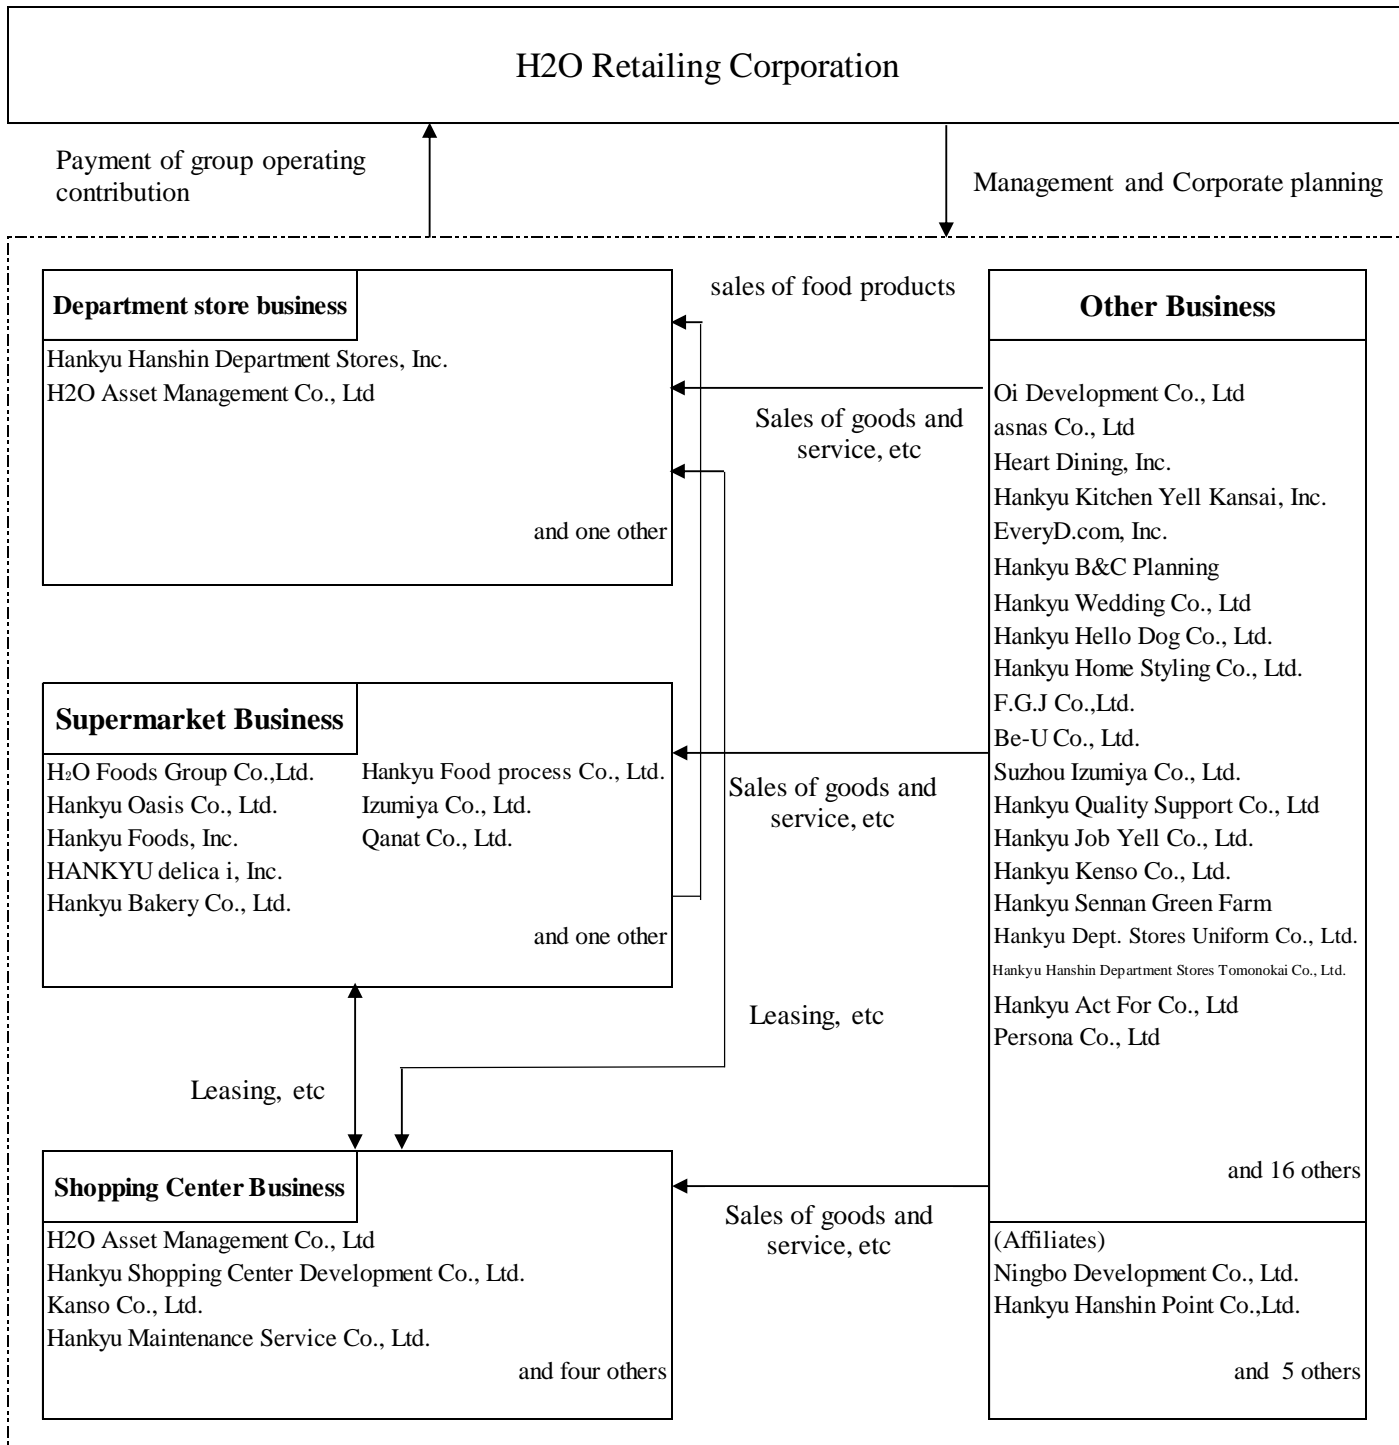 H2O Retailing Corporation
Payment of group operating
contribution
Management and Corporate planning
Department store business
Hankyu Hanshin Department Stores, Inc.
H2O Asset Management Co., Ltd
and one other
sales of food products
Sales of goods and
service, etc
Supermarket Business
H₂O Foods Group Co.,Ltd.
Hankyu Oasis Co., Ltd.
Hankyu Foods, Inc.
HANKYU delica i, Inc.
Hankyu Bakery Co., Ltd.
Hankyu Food process Co., Ltd.
Izumiya Co., Ltd.
Qanat Co., Ltd.
and one other
Sales of goods and
service, etc
Leasing, etc
Leasing, etc
Shopping Center Business
H2O Asset Management Co., Ltd
Hankyu Shopping Center Development Co., Ltd.
Kanso Co., Ltd.
Hankyu Maintenance Service Co., Ltd.
and four others
Sales of goods and
service, etc
Other Business
Oi Development Co., Ltd
asnas Co., Ltd
Heart Dining, Inc.
Hankyu Kitchen Yell Kansai, Inc.
EveryD.com, Inc.
Hankyu B&C Planning
Hankyu Wedding Co., Ltd
Hankyu Hello Dog Co., Ltd.
Hankyu Home Styling Co., Ltd.
F.G.J Co.,Ltd.
Be-U Co., Ltd.
Suzhou Izumiya Co., Ltd.
Hankyu Quality Support Co., Ltd
Hankyu Job Yell Co., Ltd.
Hankyu Kenso Co., Ltd.
Hankyu Sennan Green Farm
Hankyu Dept. Stores Uniform Co., Ltd.
Hankyu Hanshin Department Stores Tomonokai Co., Ltd.
Hankyu Act For Co., Ltd
Persona Co., Ltd
and 16 others
(Affiliates)
Ningbo Development Co., Ltd.
Hankyu Hanshin Point Co.,Ltd.
and 5 others